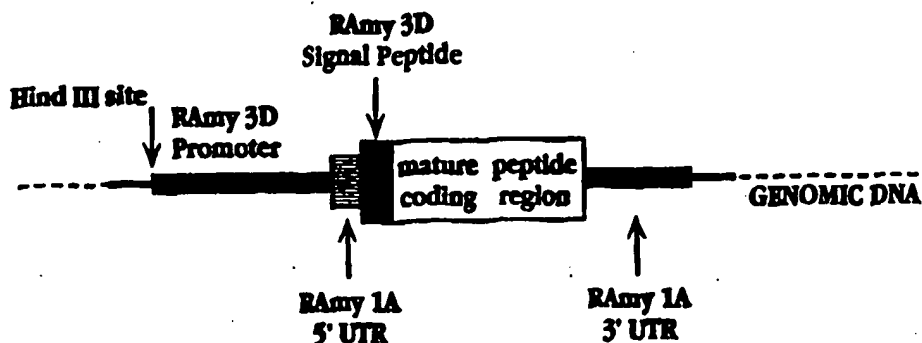 RAmy 3D
Signal Peptide
Hind III site
RAmy 3D
Promoter
mature peptide
coding region
GENOMIC DNA
RAmy 1A
5' UTR
RAmy 1A
3' UTR